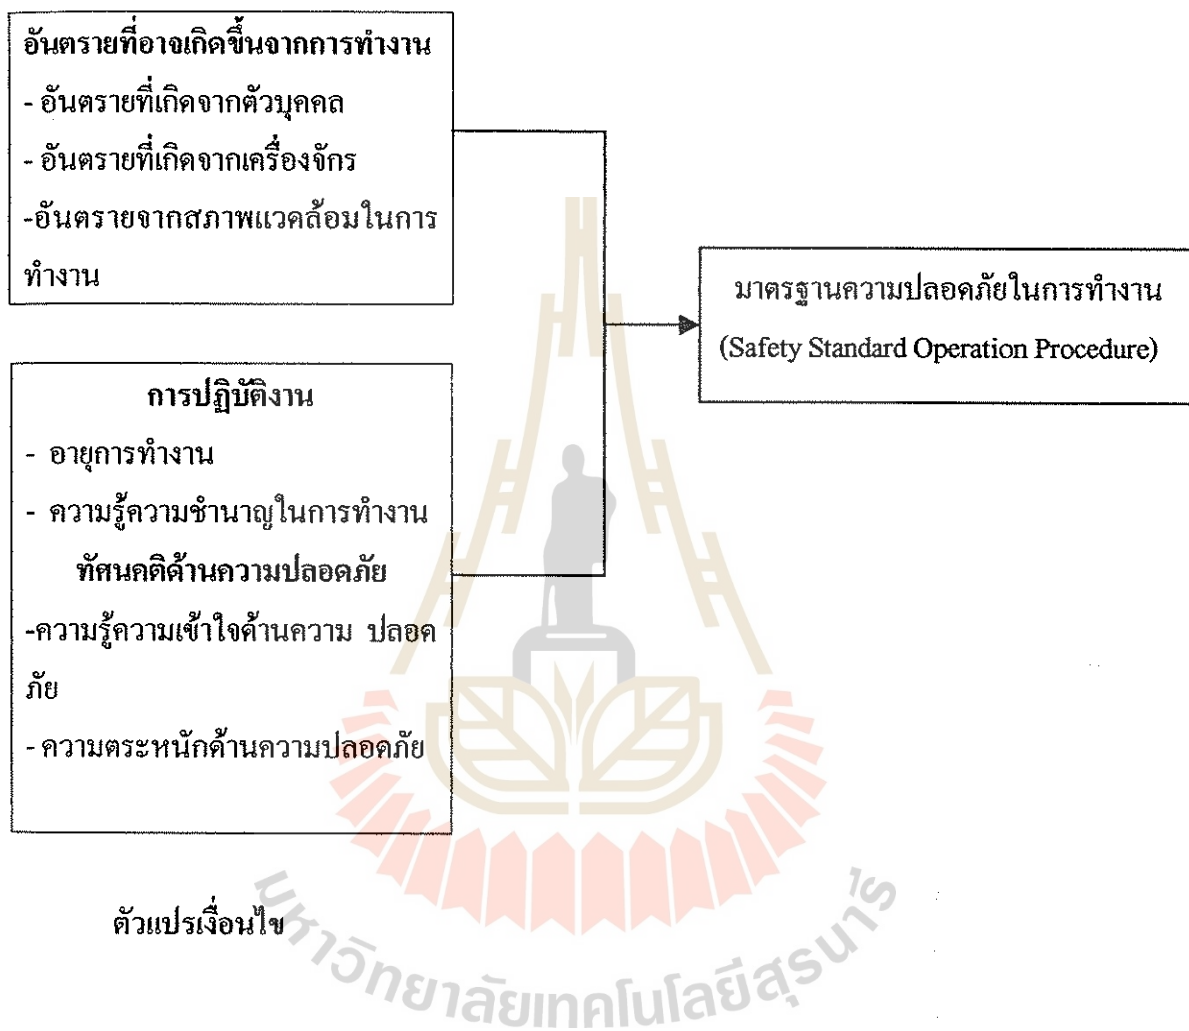 อันตรายที่อาจเกิดขึ้นจากการทำงาน
- อันตรายที่เกิดจากตัวบุคคล
- อันตรายที่เกิดจากเครื่องจักร
-อันตรายจากสภาพแวดล้อมในการ
ทำงาน
มาตรฐานความปลอดภัยในการทำงาน
(Safety Standard Operation Procedure)
การปฏิบัติงาน
- อายุการทำงาน
- ความรู้ความชำนาญในการทำงาน
ทัศนคติด้านความปลอดภัย
-ความรู้ความเข้าใจด้านความ ปลอด
ภัย
- ความตระหนักด้านความปลอดภัย
ตัวแปรเงื่อนไข
มหาวิทยาลัยเทคโนโลยีสุรนารี